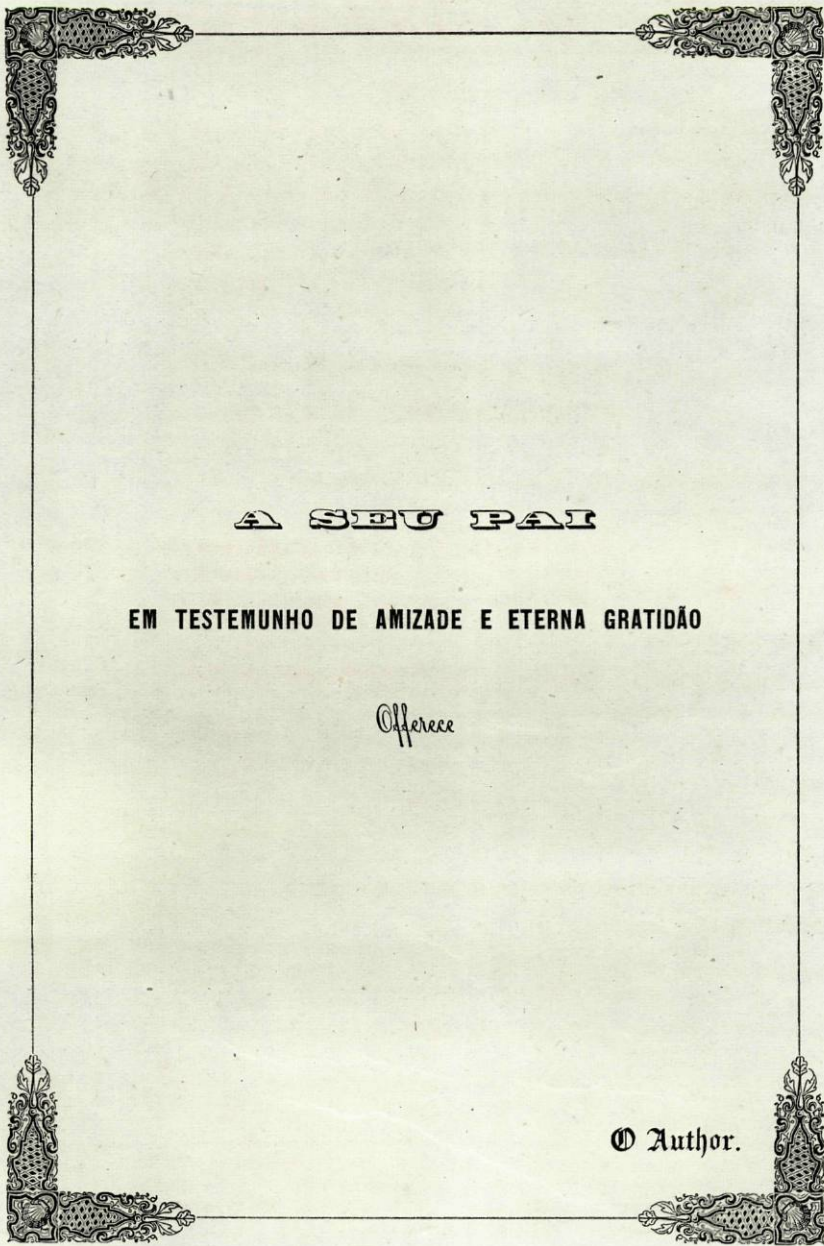 A SEU PAI
EM TESTEMUNHO DE AMIZADE E ETERNA GRATIDÃO
Offerece
O Author.